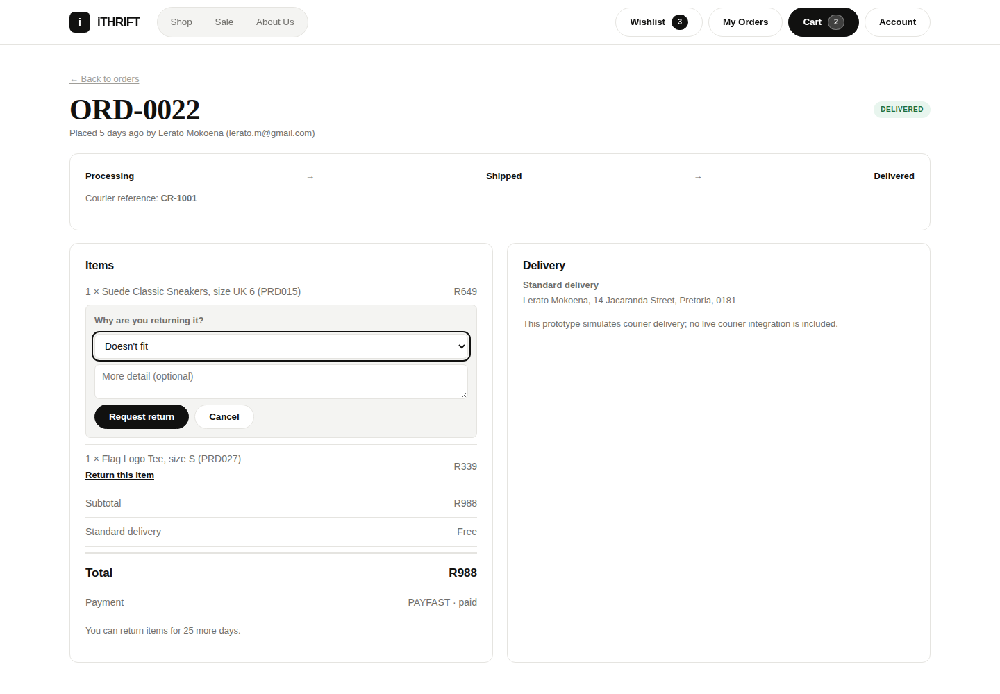 i iTHRIFT Shop Sale About Us Wishlist 3 My Orders Cart 2 Account
← Back to orders
ORD-0022 DELIVERED
Placed 5 days ago by Lerato Mokoena (lerato.m@gmail.com)
Processing → Shipped → Delivered
Courier reference: CR-1001
Items
1 × Suede Classic Sneakers, size UK 6 (PRD015) R649
Why are you returning it?
Doesn't fit
More detail (optional)
Request return Cancel
1 × Flag Logo Tee, size S (PRD027) R339
Return this item
Subtotal R988
Standard delivery Free
Total R988
Payment PAYFAST · paid
You can return items for 25 more days.
Delivery
Standard delivery
Lerato Mokoena, 14 Jacaranda Street, Pretoria, 0181
This prototype simulates courier delivery; no live courier integration is included.